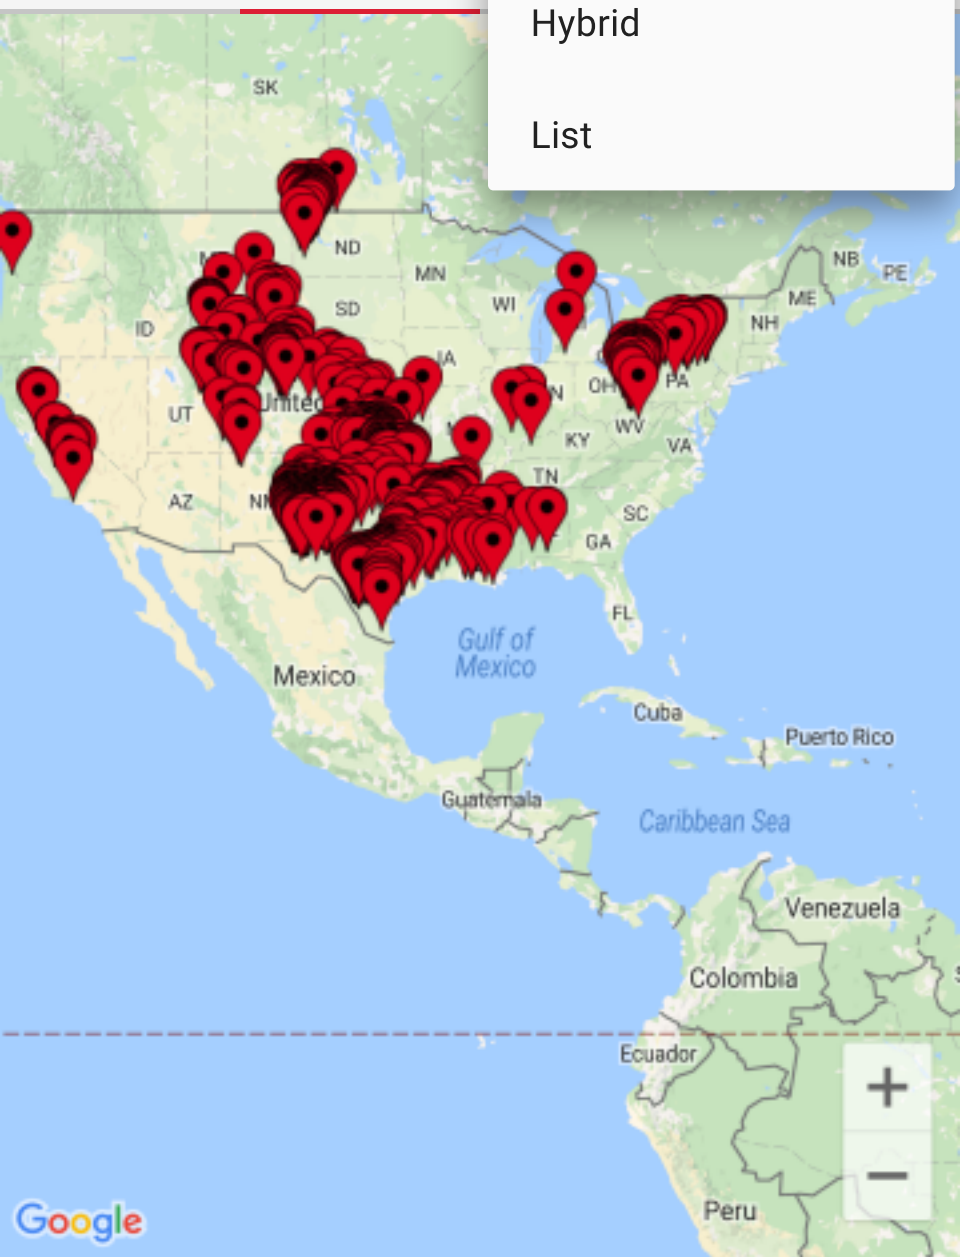 Hybrid
List
SK
ND
MN
NB
PE
ME
WI
SD
ID
NH
IA
OH
PA
UT
United
WV
KY
VA
TN
AZ
SC
GA
FL
Gulf of
Mexico
Mexico
Cuba
Puerto Rico
Guatemala
Caribbean Sea
Venezuela
Colombia
Ecuador
+
−
Peru
Google